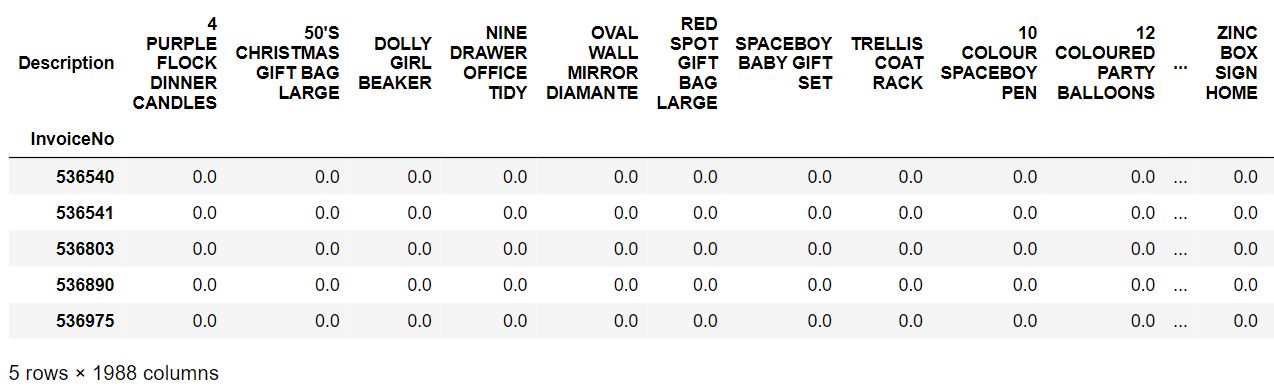 Description 4 PURPLE FLOCK DINNER CANDLES 50'S CHRISTMAS GIFT BAG LARGE DOLLY GIRL BEAKER NINE DRAWER OFFICE TIDY OVAL WALL MIRROR DIAMANTE RED SPOT GIFT BAG LARGE SPACEBOY BABY GIFT SET TRELLIS COAT RACK 10 COLOUR SPACEBOY PEN 12 COLOURED PARTY BALLOONS ... ZINC BOX SIGN HOME
InvoiceNo
536540 0.0 0.0 0.0 0.0 0.0 0.0 0.0 0.0 0.0 0.0 ... 0.0
536541 0.0 0.0 0.0 0.0 0.0 0.0 0.0 0.0 0.0 0.0 ... 0.0
536803 0.0 0.0 0.0 0.0 0.0 0.0 0.0 0.0 0.0 0.0 ... 0.0
536890 0.0 0.0 0.0 0.0 0.0 0.0 0.0 0.0 0.0 0.0 ... 0.0
536975 0.0 0.0 0.0 0.0 0.0 0.0 0.0 0.0 0.0 0.0 ... 0.0
5 rows × 1988 columns